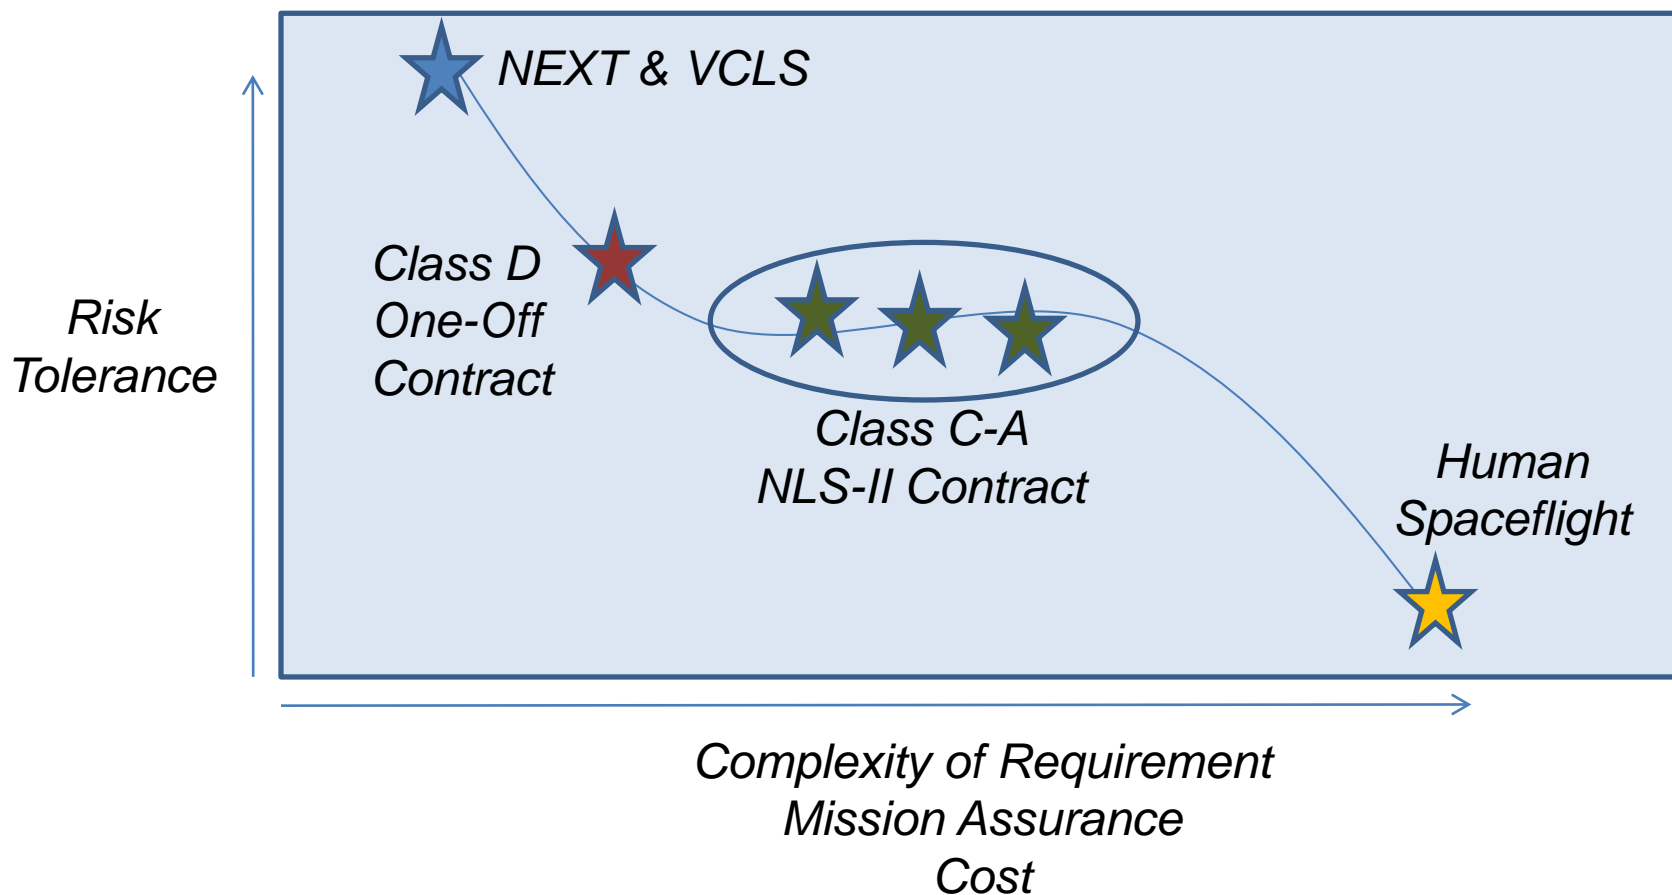 NEXT & VCLS
Class D
One-Off
Contract
Risk
Tolerance
Class C-A
NLS-II Contract
Human
Spaceflight
Complexity of Requirement
Mission Assurance
Cost